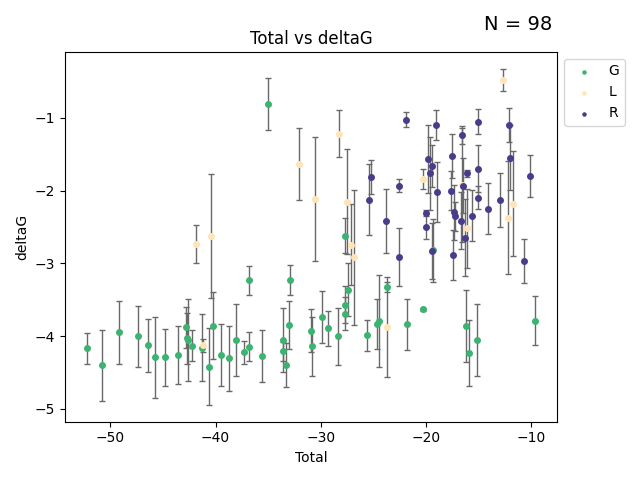 N = 98
Total vs deltaG
G
L
R
−1
−2
−3
−4
−5
deltaG
−50
−40
−30
−20
−10
Total